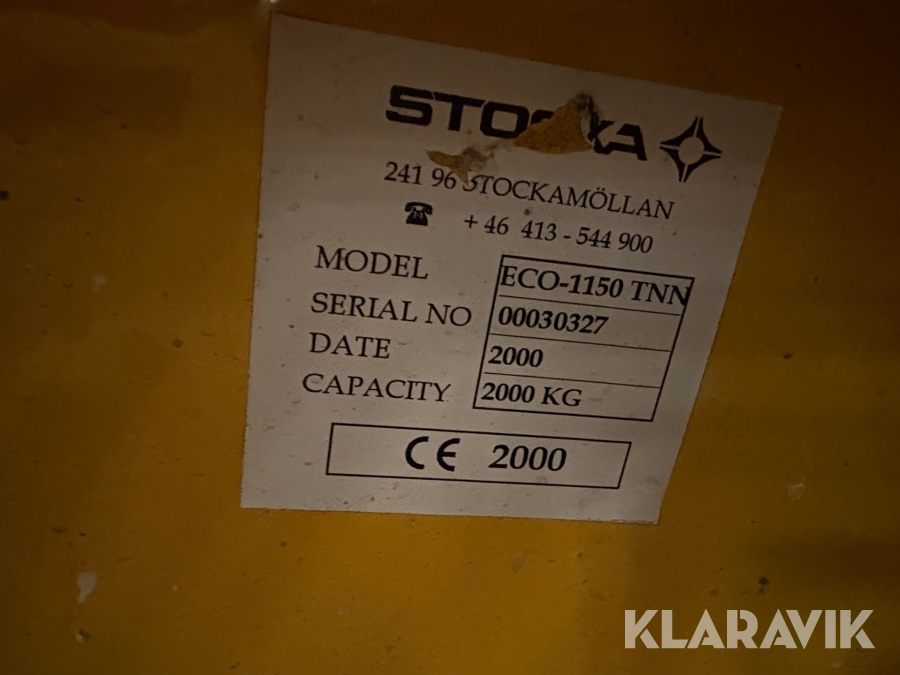 STOCKA
241 96 STOCKAMÖLLAN
☎ + 46 413 - 544 900
MODEL ECO-1150 TNN
SERIAL NO 00030327
DATE 2000
CAPACITY 2000 KG
CE 2000
KLARAVIK